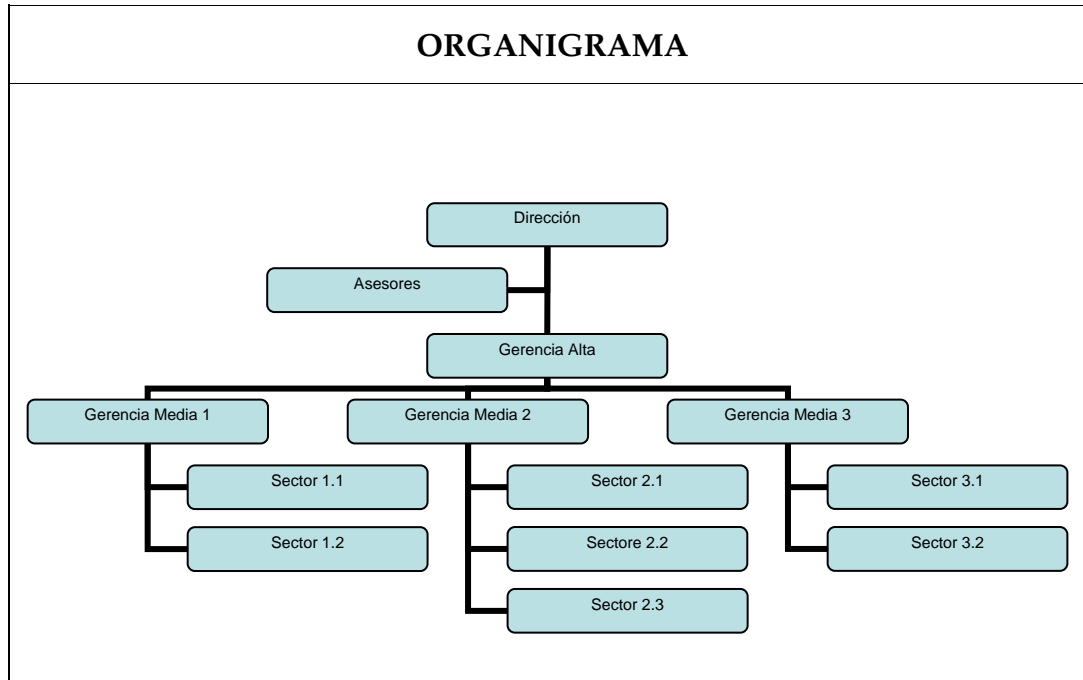 ORGANIGRAMA
Dirección
Asesores
Gerencia Alta
Gerencia Media 1
Gerencia Media 2
Gerencia Media 3
Sector 1.1
Sector 2.1
Sector 3.1
Sector 1.2
Sectore 2.2
Sector 3.2
Sector 2.3